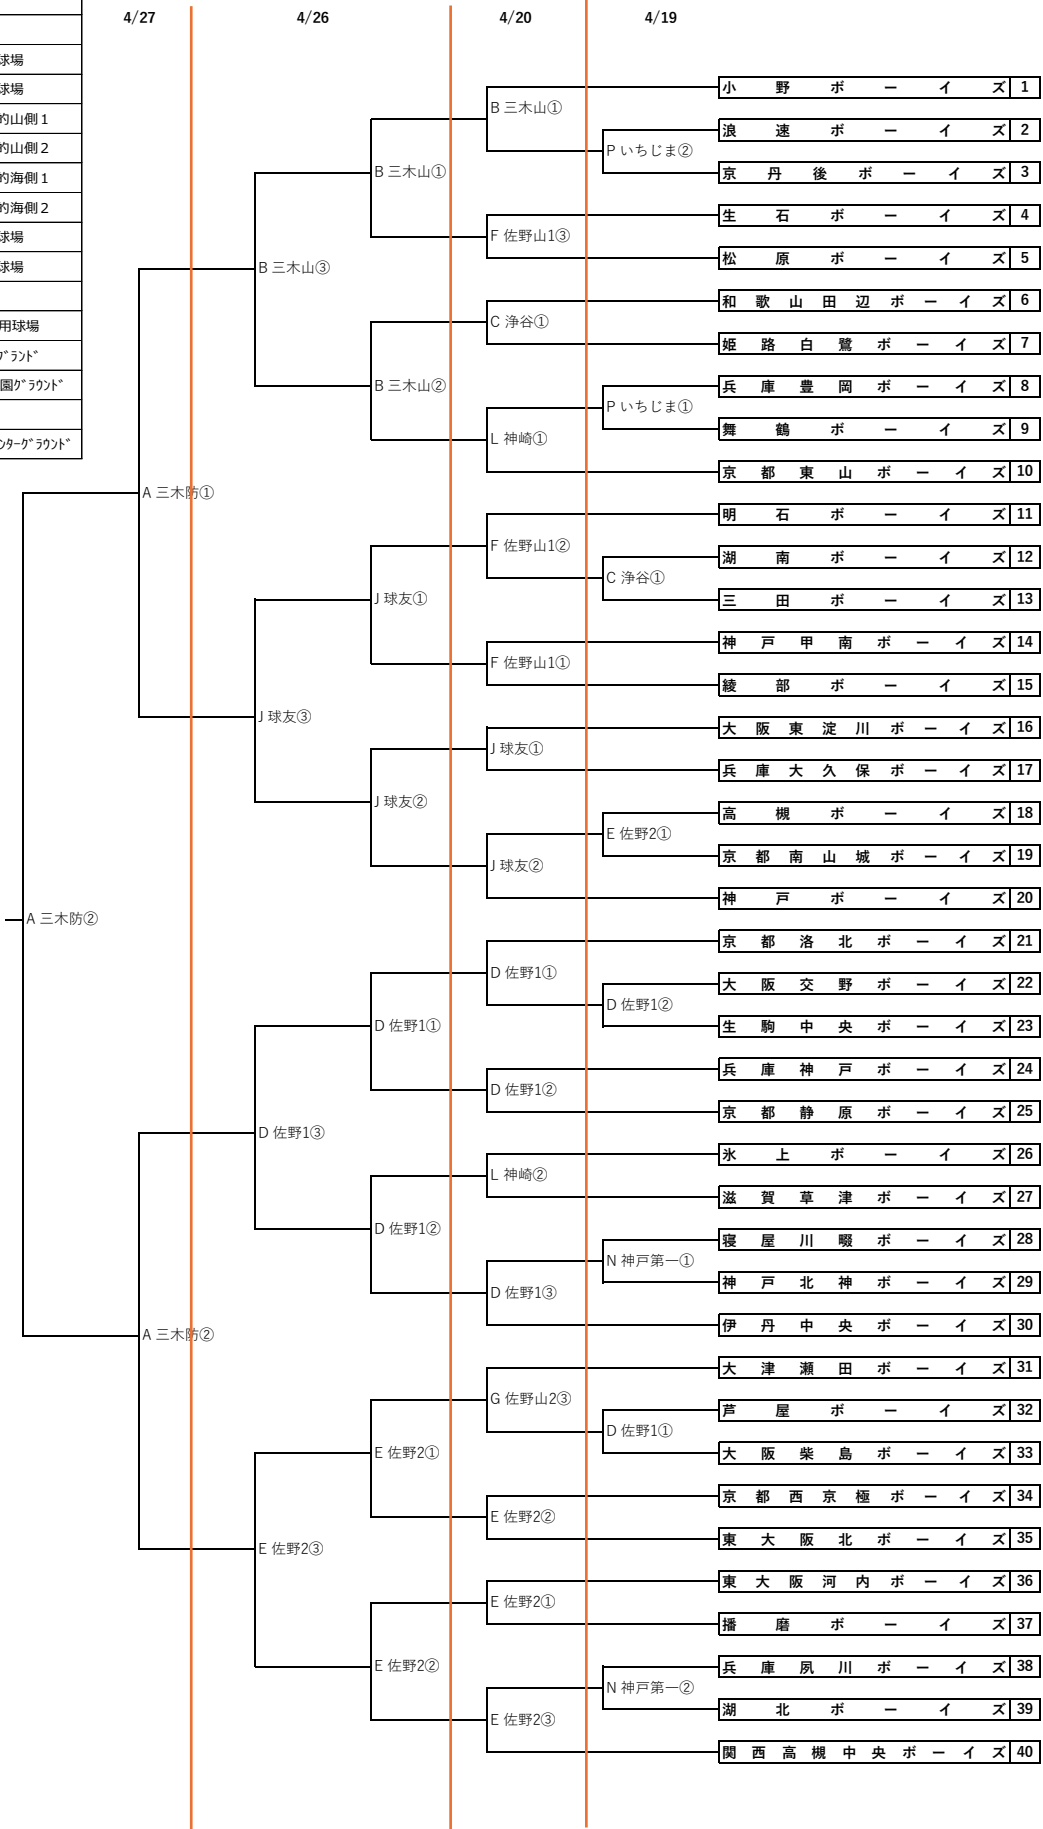 4/27 4/26 4/20 4/19
球場
球場
的山側1
的山側2
的海側1
的海側2
球場
球場
用球場
ｸﾞﾗﾝﾄﾞ
園ｸﾞﾗｳﾝﾄﾞ
ﾝﾀｰｸﾞﾗｳﾝﾄﾞ
小野ボーイズ 1
B 三木山①
浪速ボーイズ 2
P いちじま②
京丹後ボーイズ 3
B 三木山①
生石ボーイズ 4
F 佐野山1③
松原ボーイズ 5
B 三木山③
和歌山田辺ボーイズ 6
C 浄谷①
姫路白鷺ボーイズ 7
兵庫豊岡ボーイズ 8
B 三木山②
P いちじま①
舞鶴ボーイズ 9
L 神崎①
京都東山ボーイズ 10
A 三木防①
明石ボーイズ 11
F 佐野山1②
湖南ボーイズ 12
C 浄谷①
三田ボーイズ 13
J 球友①
神戸甲南ボーイズ 14
F 佐野山1①
綾部ボーイズ 15
J 球友③
大阪東淀川ボーイズ 16
J 球友①
兵庫大久保ボーイズ 17
J 球友②
高槻ボーイズ 18
E 佐野2①
京都南山城ボーイズ 19
J 球友②
神戸ボーイズ 20
A 三木防②
京都洛北ボーイズ 21
D 佐野1①
大阪交野ボーイズ 22
D 佐野1②
生駒中央ボーイズ 23
D 佐野1①
兵庫神戸ボーイズ 24
D 佐野1②
京都静原ボーイズ 25
D 佐野1③
氷上ボーイズ 26
L 神崎②
滋賀草津ボーイズ 27
D 佐野1②
寝屋川畷ボーイズ 28
N 神戸第一①
神戸北神ボーイズ 29
D 佐野1③
伊丹中央ボーイズ 30
A 三木防②
大津瀬田ボーイズ 31
G 佐野山2③
芦屋ボーイズ 32
D 佐野1①
大阪柴島ボーイズ 33
E 佐野2①
京都西京極ボーイズ 34
E 佐野2②
東大阪北ボーイズ 35
E 佐野2③
東大阪河内ボーイズ 36
E 佐野2①
播磨ボーイズ 37
E 佐野2②
兵庫夙川ボーイズ 38
N 神戸第一②
湖北ボーイズ 39
E 佐野2③
関西高槻中央ボーイズ 40